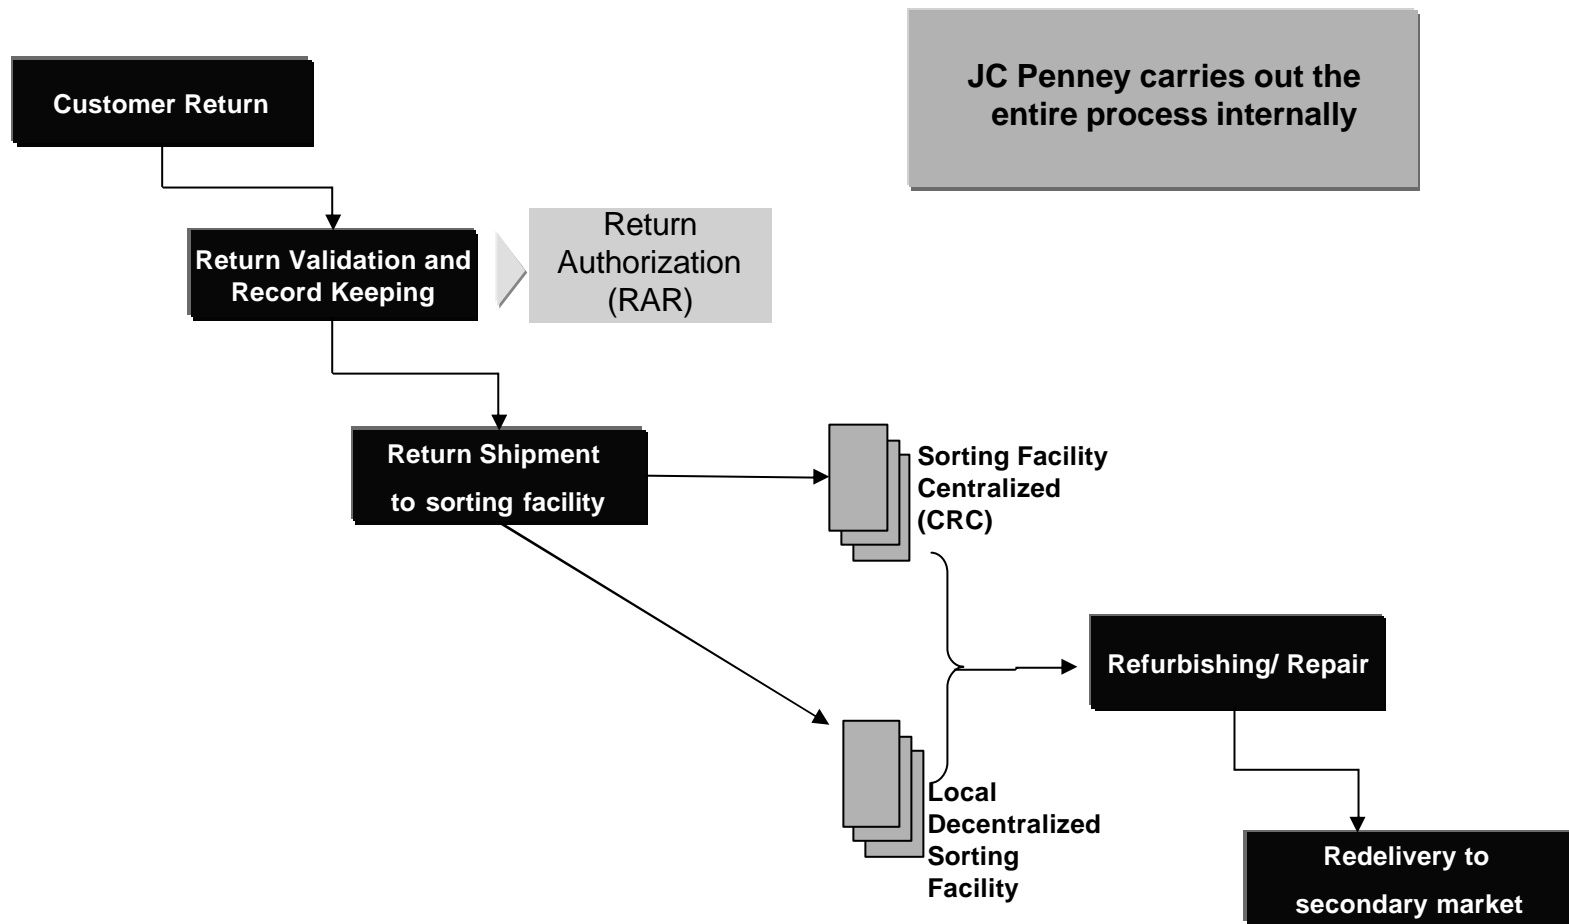 JC Penney carries out the
entire process internally
Customer Return
Return Validation and
Record Keeping
Return
Authorization
(RAR)
Return Shipment
to sorting facility
Sorting Facility
Centralized
(CRC)
Refurbishing/ Repair
Local
Decentralized
Sorting
Facility
Redelivery to
secondary market